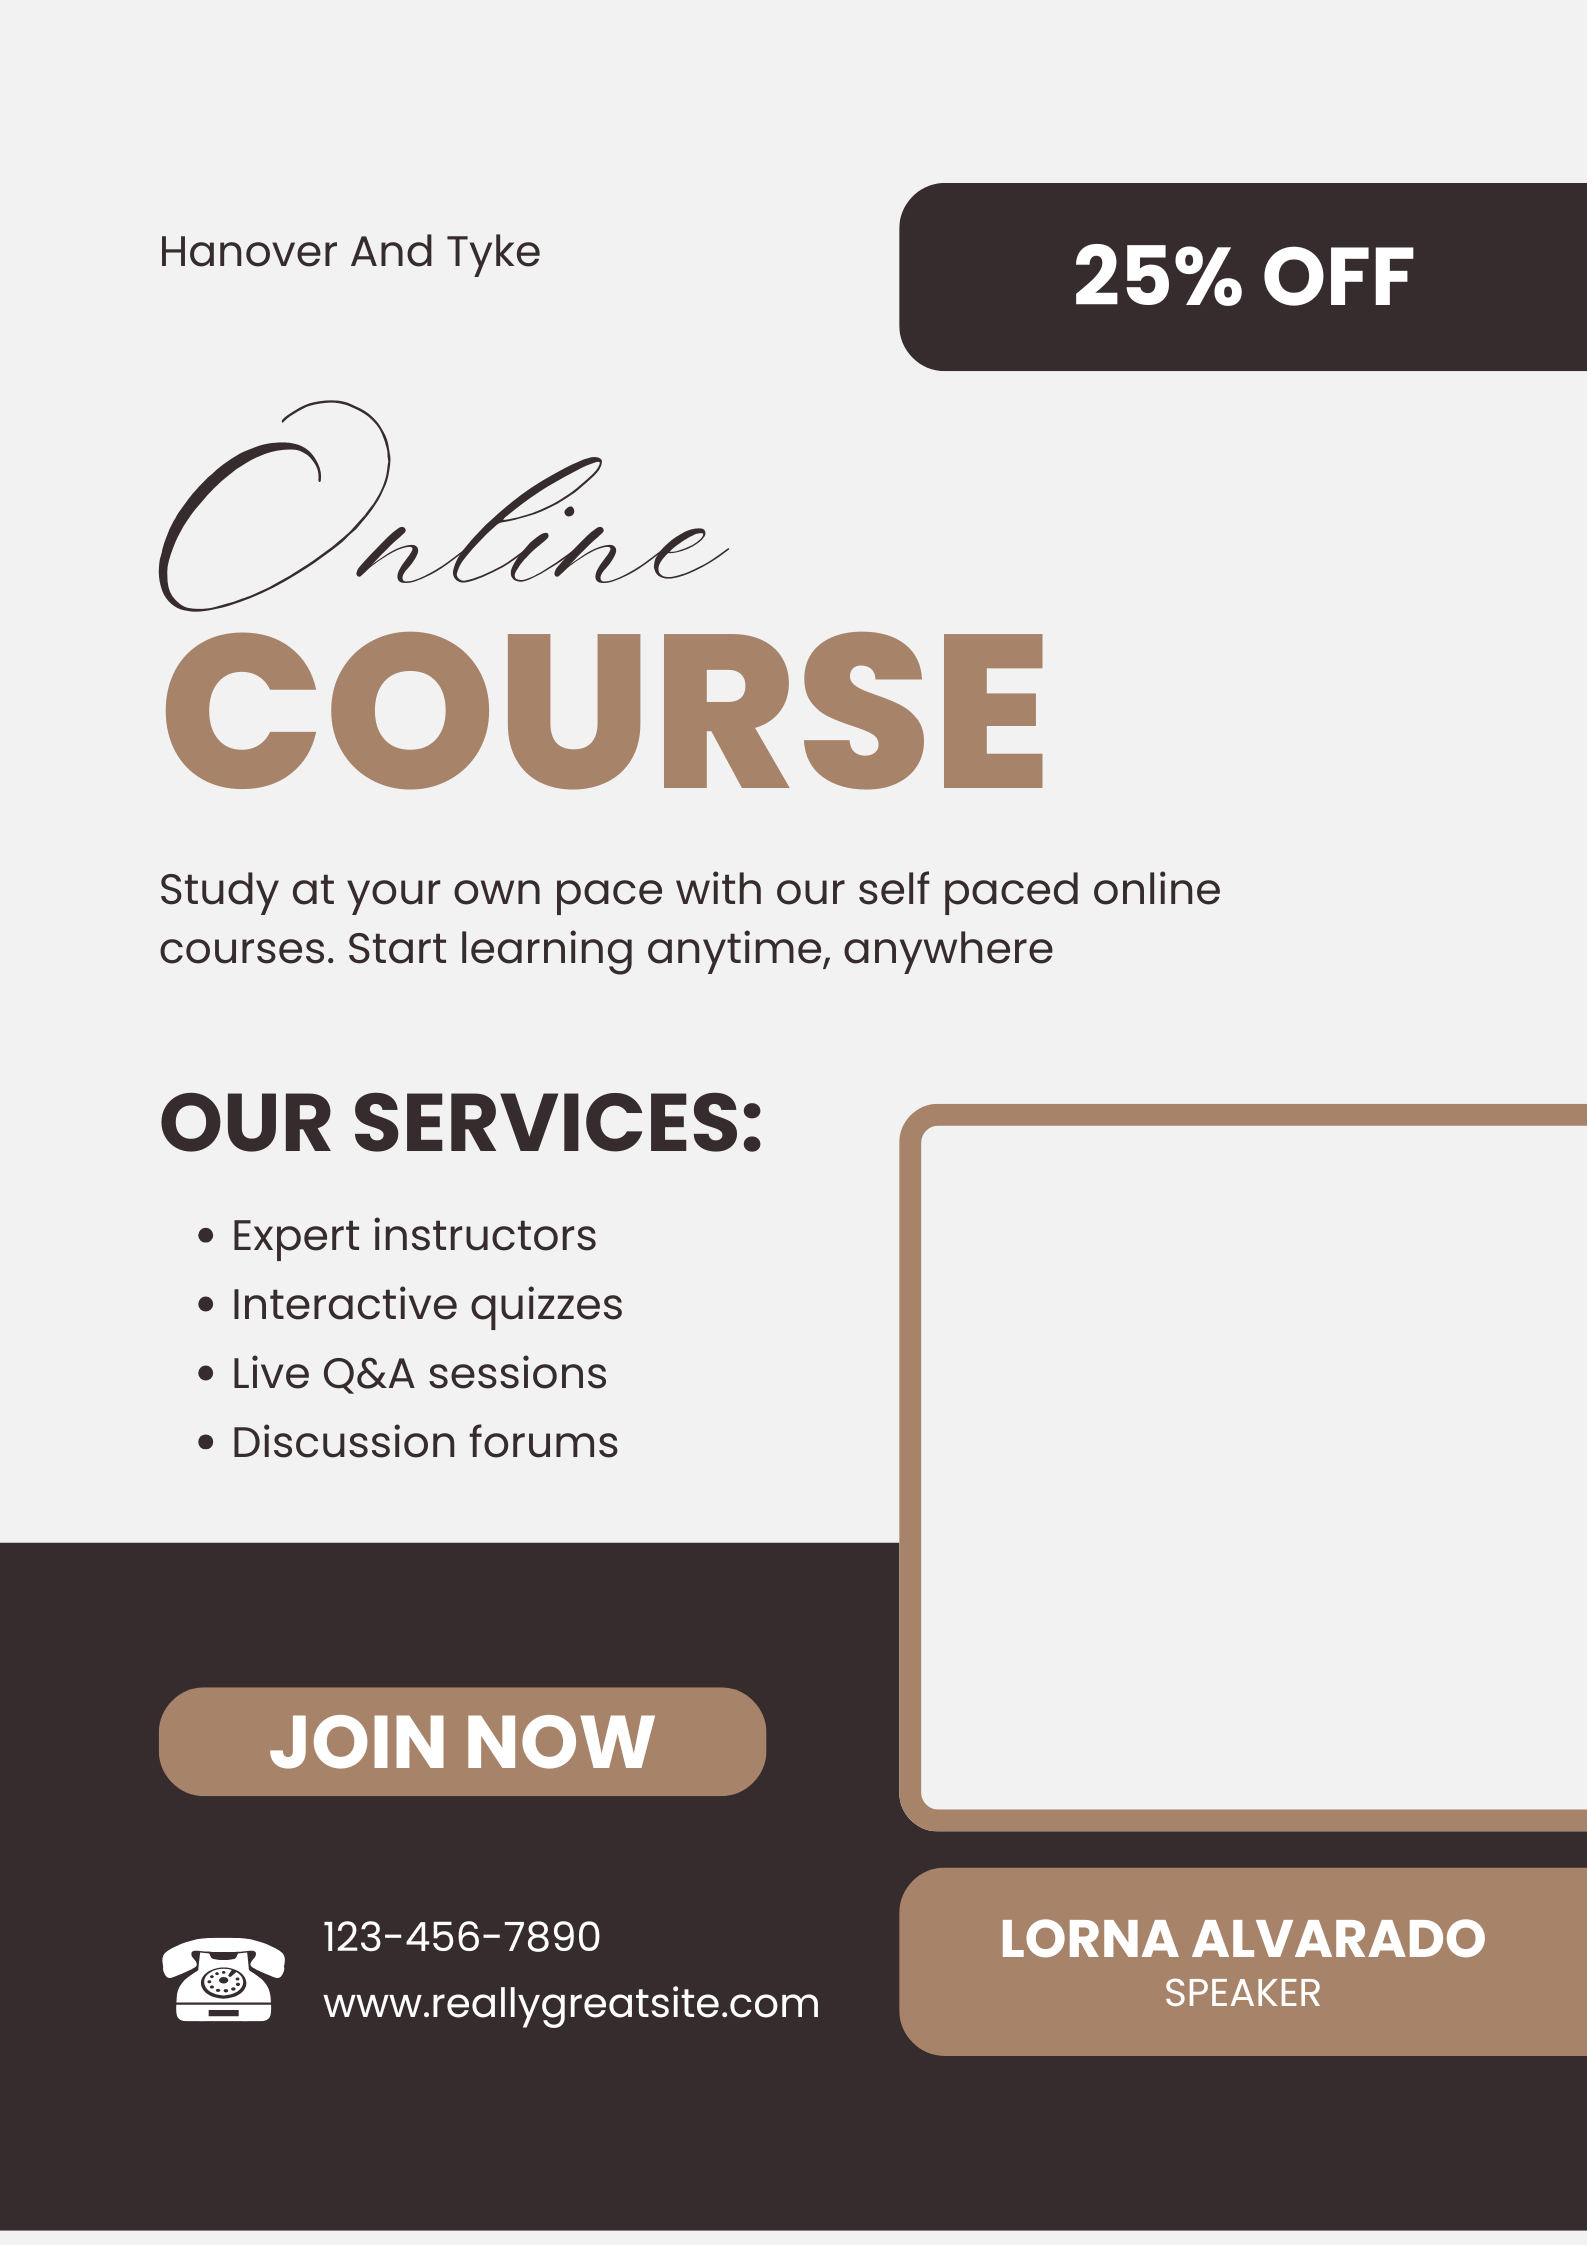 Hanover And Tyke
25% OFF
Online
COURSE
Study at your own pace with our self paced online
courses. Start learning anytime, anywhere
OUR SERVICES:
• Expert instructors
• Interactive quizzes
• Live Q&A sessions
• Discussion forums
JOIN NOW
123-456-7890
www.reallygreatsite.com
LORNA ALVARADO
SPEAKER